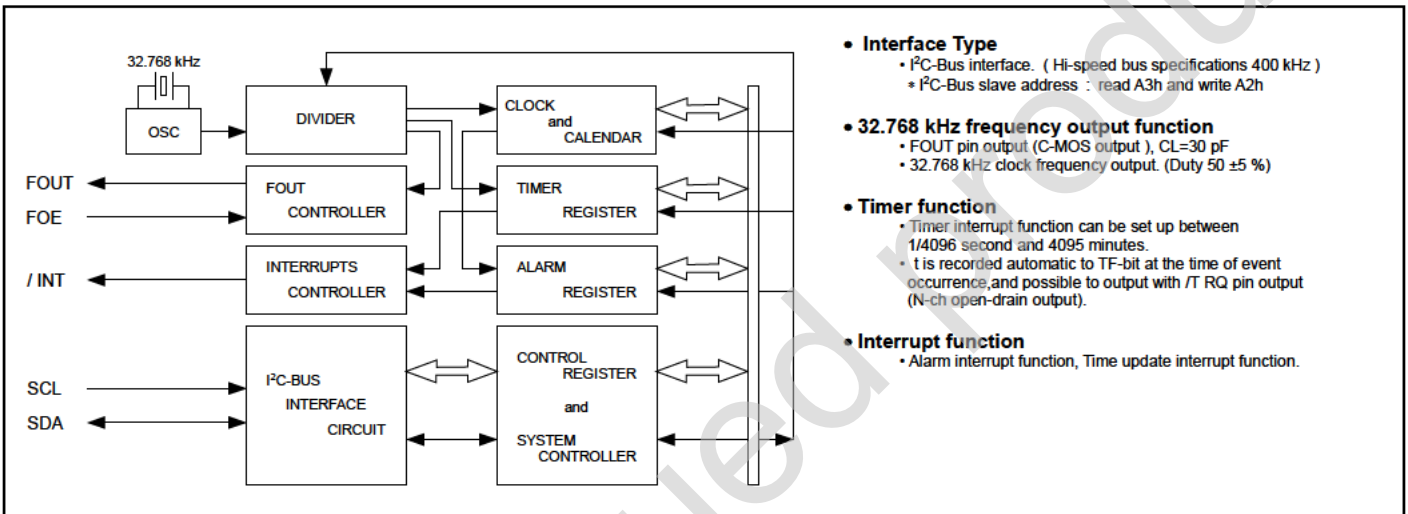 32.768 kHz
OSC
DIVIDER
CLOCK
and
CALENDAR
FOUT
FOE
FOUT
CONTROLLER
TIMER
REGISTER
/ INT
INTERRUPTS
CONTROLLER
ALARM
REGISTER
SCL
SDA
I²C-BUS
INTERFACE
CIRCUIT
CONTROL
REGISTER
and
SYSTEM
CONTROLLER
• Interface Type
• I²C-Bus interface. ( Hi-speed bus specifications 400 kHz )
* I²C-Bus slave address : read A3h and write A2h
• 32.768 kHz frequency output function
• FOUT pin output (C-MOS output ), CL=30 pF
• 32.768 kHz clock frequency output. (Duty 50 ±5 %)
• Timer function
• Timer interrupt function can be set up between
1/4096 second and 4095 minutes.
• t is recorded automatic to TF-bit at the time of event
occurrence,and possible to output with /T RQ pin output
(N-ch open-drain output).
• Interrupt function
• Alarm interrupt function, Time update interrupt function.